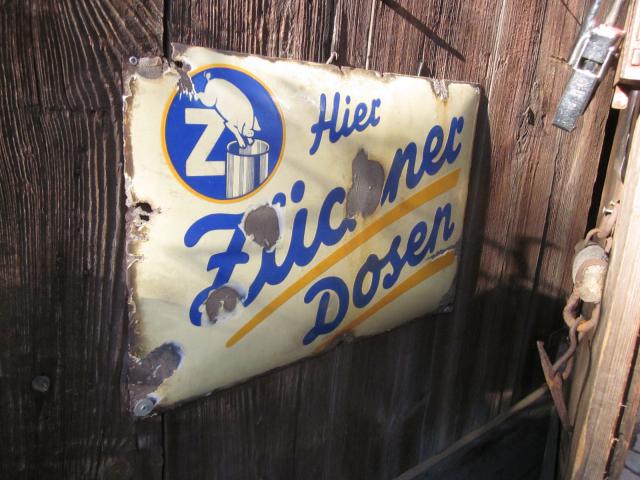 Z
Hier
Züchner
Dosen